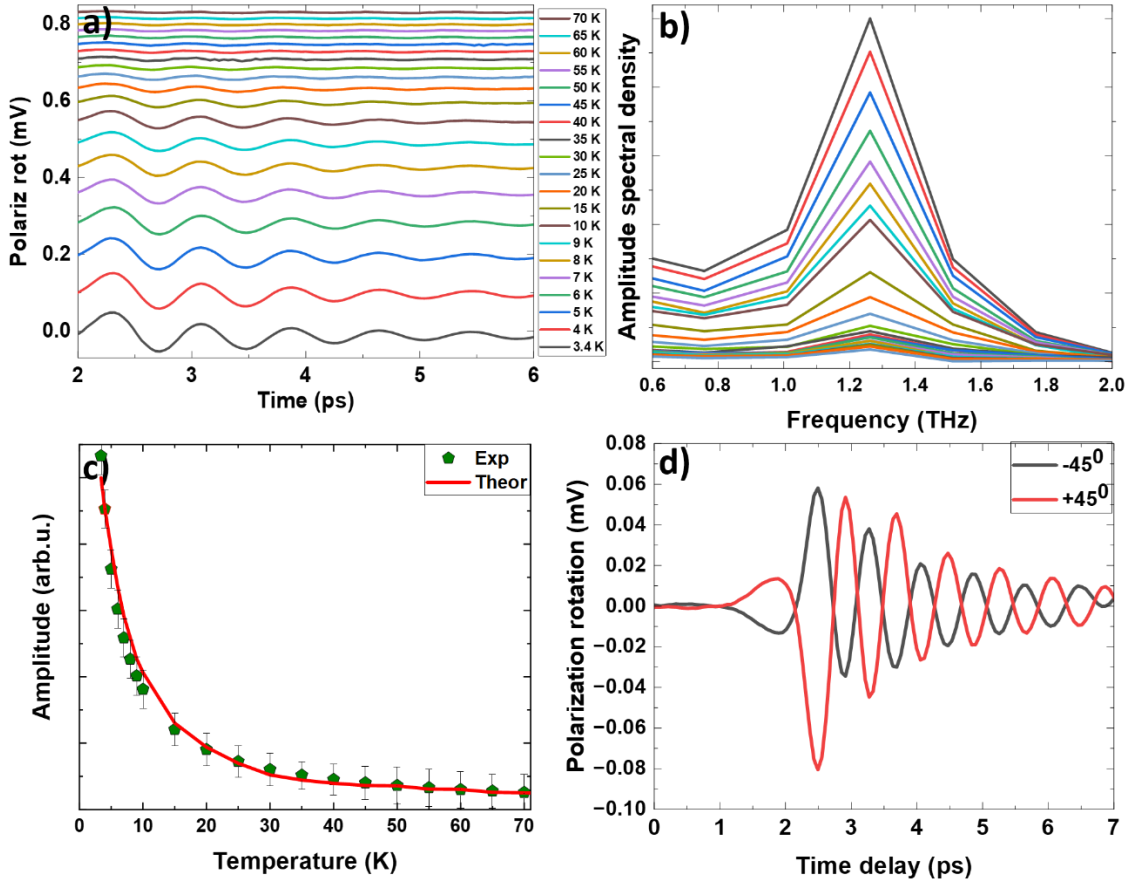 a)
Polariz rot (mV)
0.8
0.6
0.4
0.2
0.0
2
3
4
5
6
Time (ps)
70 K
65 K
60 K
55 K
50 K
45 K
40 K
35 K
30 K
25 K
20 K
15 K
10 K
9 K
8 K
7 K
6 K
5 K
4 K
3.4 K
b)
Amplitude spectral density
0.6
0.8
1.0
1.2
1.4
1.6
1.8
2.0
Frequency (THz)
c)
Exp
Theor
Amplitude (arb.u.)
0
10
20
30
40
50
60
70
Temperature (K)
d)
-45⁰
+45⁰
Polarization rotation (mV)
0.08
0.06
0.04
0.02
0.00
−0.02
−0.04
−0.06
−0.08
−0.10
0
1
2
3
4
5
6
7
Time delay (ps)